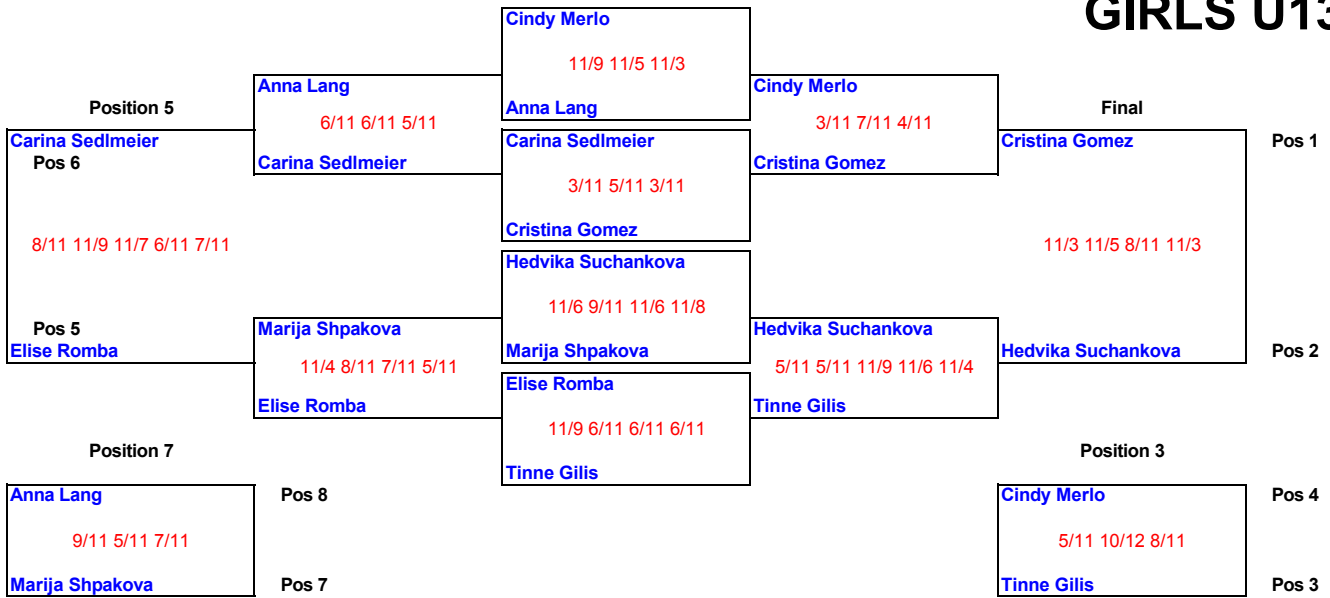 GIRLS U13
Cindy Merlo
11/9 11/5 11/3
Anna Lang
Carina Sedlmeier
3/11 5/11 3/11
Cristina Gomez
Hedvika Suchankova
11/6 9/11 11/6 11/8
Marija Shpakova
Elise Romba
11/9 6/11 6/11 6/11
Tinne Gilis
Anna Lang
6/11 6/11 5/11
Carina Sedlmeier
Marija Shpakova
11/4 8/11 7/11 5/11
Elise Romba
Position 5
Carina Sedlmeier
Pos 6
8/11 11/9 11/7 6/11 7/11
Pos 5
Elise Romba
Position 7
Anna Lang
Pos 8
9/11 5/11 7/11
Marija Shpakova
Pos 7
Cindy Merlo
3/11 7/11 4/11
Cristina Gomez
Hedvika Suchankova
5/11 5/11 11/9 11/6 11/4
Tinne Gilis
Final
Cristina Gomez
Pos 1
11/3 11/5 8/11 11/3
Hedvika Suchankova
Pos 2
Position 3
Cindy Merlo
Pos 4
5/11 10/12 8/11
Tinne Gilis
Pos 3